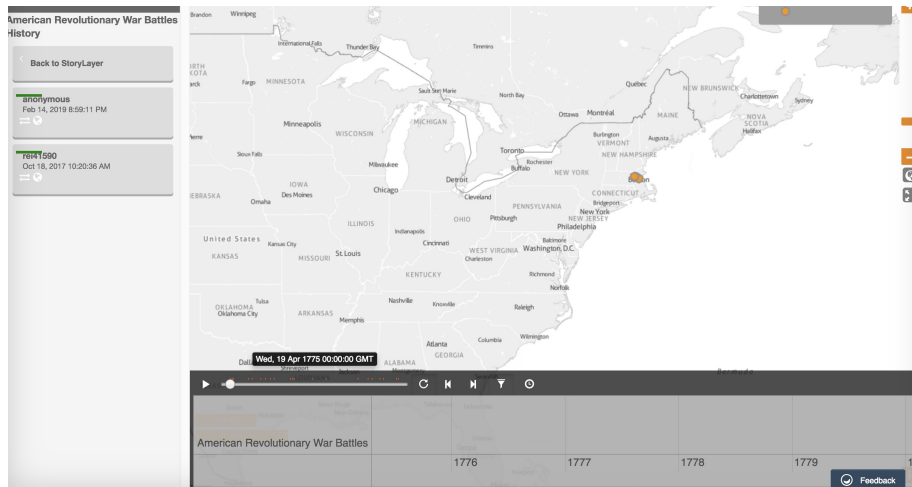 American Revolutionary War Battles
History
Back to StoryLayer
anonymous
Feb 14, 2019 8:59:11 PM
rei41590
Oct 18, 2017 10:20:36 AM
Brandon
Winnipeg
International Falls
Thunder Bay
Timmins
Fargo
MINNESOTA
Sault Sint Marie
North Bay
Québec
NEW BRUNSWICK
Charlottetown
Sydney
Ottawa
Montréal
MAINE
NOVA
SCOTIA
Halifax
Minneapolis
WISCONSIN
MICHIGAN
Burlington
VERMONT
Augusta
Sioux Falls
Toronto
NEW HAMPSHIRE
Milwaukee
Rochester
Buffalo
NEW YORK
Detroit
IOWA
Des Moines
Chicago
Cleveland
CONNECTICUT
Bridgeport
Omaha
PENNSYLVANIA
New York
NEW JERSEY
ILLINOIS
OHIO
Pittsburgh
Philadelphia
Indianapolis
United States
Kansas City
Cincinnati
Baltimore
Washington, D.C.
KANSAS
MISSOURI
St. Louis
WEST VIRGINIA
Charleston
KENTUCKY
Richmond
Norfolk
Nashville
Knoxville
Raleigh
Tulsa
OKLAHOMA
Oklahoma City
ARKANSAS
Memphis
Atlanta
Columbia
Wilmington
GEORGIA
ALABAMA
Montgomery
Wed, 19 Apr 1775 00:00:00 GMT
Shreveport
Bermuda
American Revolutionary War Battles
1776
1777
1778
1779
Feedback